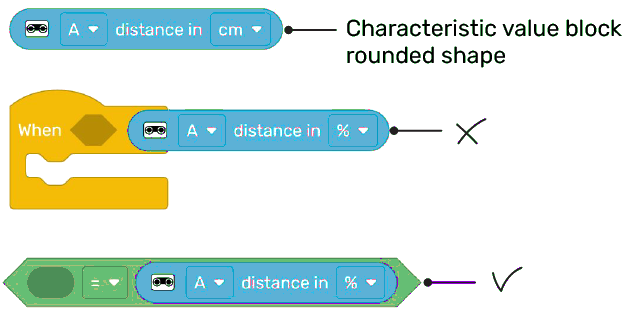 A distance in cm
Characteristic value block
rounded shape
When A distance in %
= A distance in %